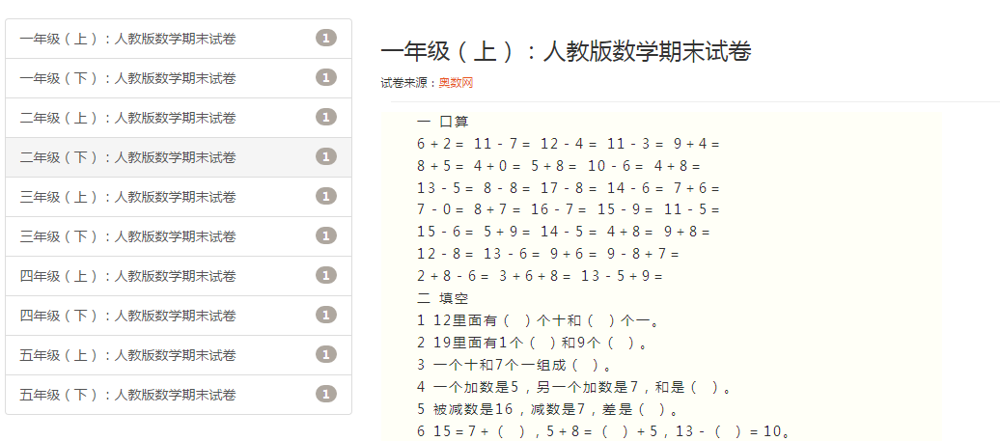 一年级（上）：人教版数学期末试卷 1
一年级（下）：人教版数学期末试卷 1
二年级（上）：人教版数学期末试卷 1
二年级（下）：人教版数学期末试卷 1
三年级（上）：人教版数学期末试卷 1
三年级（下）：人教版数学期末试卷 1
四年级（上）：人教版数学期末试卷 1
四年级（下）：人教版数学期末试卷 1
五年级（上）：人教版数学期末试卷 1
五年级（下）：人教版数学期末试卷 1
一年级（上）：人教版数学期末试卷
试卷来源：奥数网
一 口算
6＋2＝ 11－7＝ 12－4＝ 11－3＝ 9＋4＝
8＋5＝ 4＋0＝ 5＋8＝ 10－6＝ 4＋8＝
13－5＝ 8－8＝ 17－8＝ 14－6＝ 7＋6＝
7－0＝ 8＋7＝ 16－7＝ 15－9＝ 11－5＝
15－6＝ 5＋9＝ 14－5＝ 4＋8＝ 9＋8＝
12－8＝ 13－6＝ 9＋6＝ 9－8＋7＝
2＋8－6＝ 3＋6＋8＝ 13－5＋9＝
二 填空
1 12里面有（ ）个十和（ ）个一。
2 19里面有1个（ ）和9个（ ）。
3 一个十和7个一组成（ ）。
4 一个加数是5，另一个加数是7，和是（ ）。
5 被减数是16，减数是7，差是（ ）。
6 15＝7＋（ ），5＋8＝（ ）＋5，13－（ ）＝10。